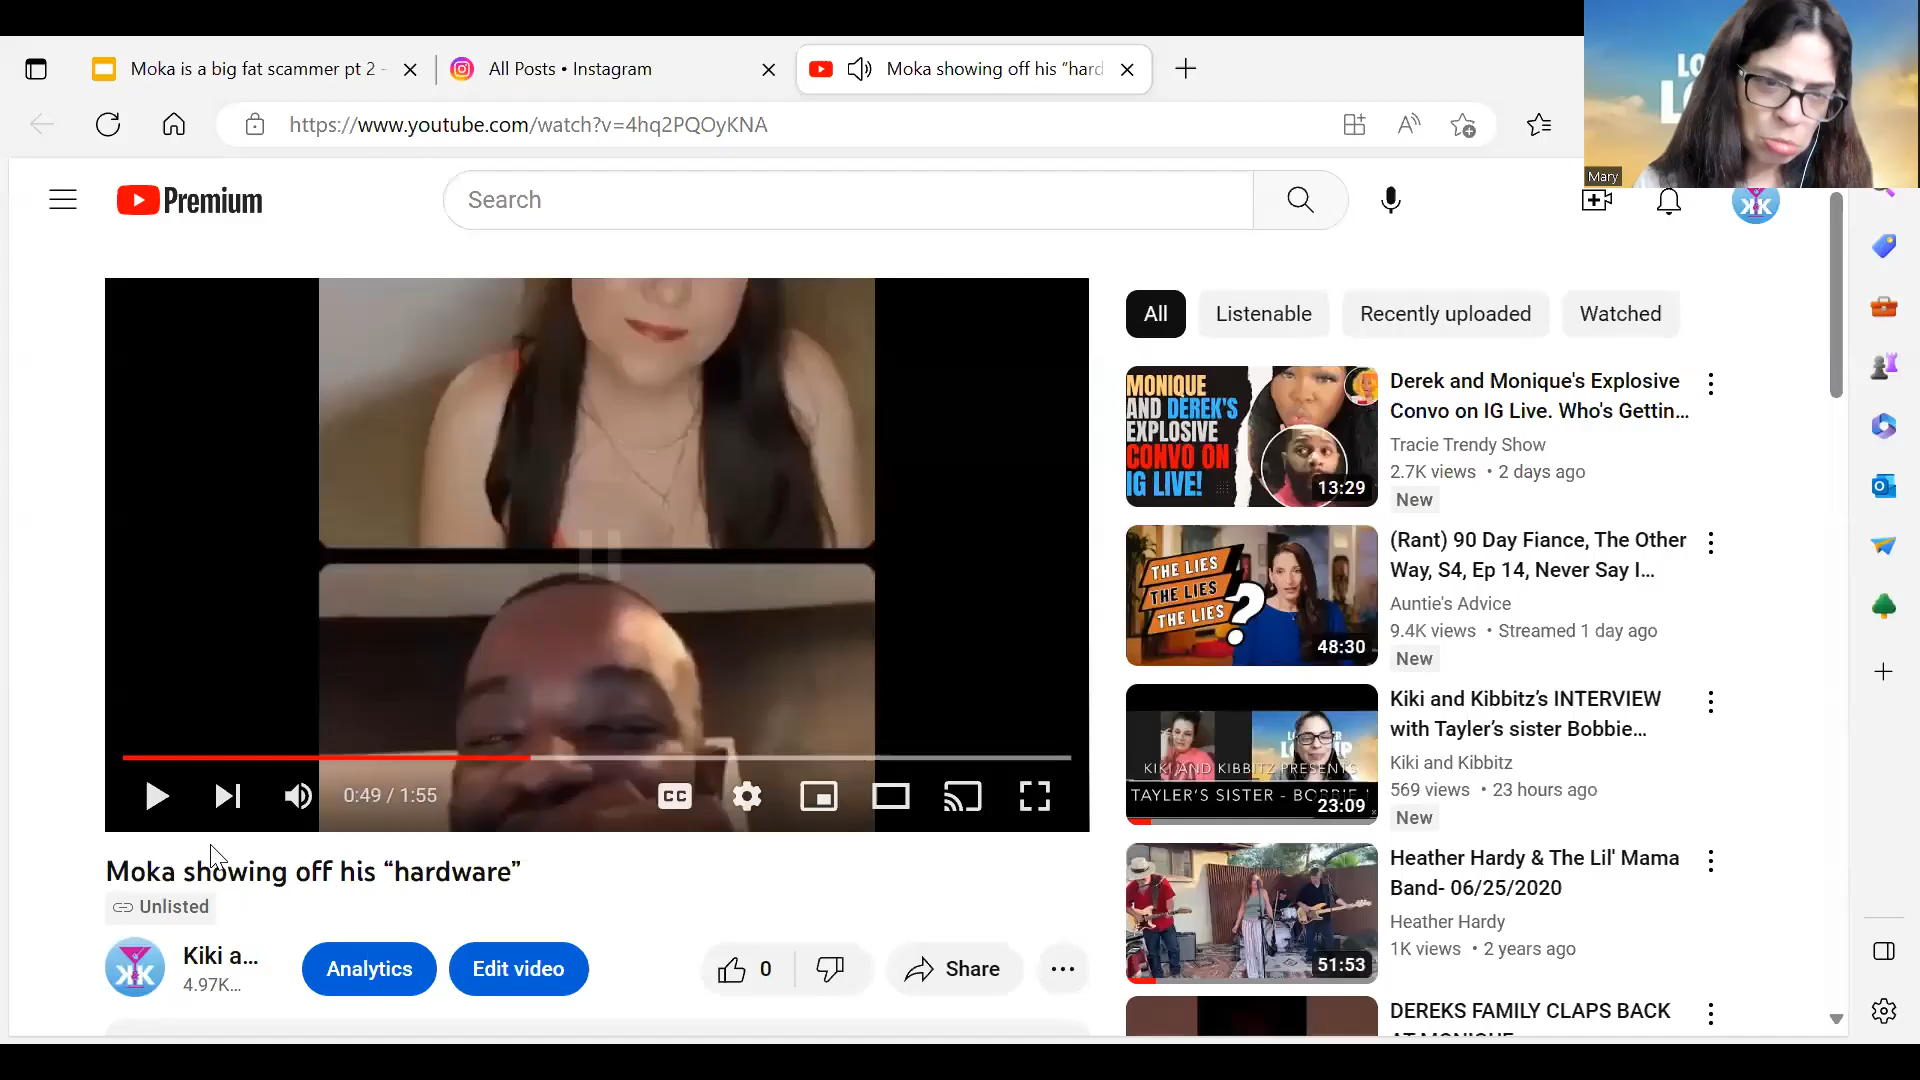 Moka is a big fat scammer pt 2 -
All Posts • Instagram
Moka showing off his “hard
https://www.youtube.com/watch?v=4hq2PQOyKNA
Mary
Premium
Search
0:49 / 1:55
CC
Moka showing off his “hardware”
Unlisted
Kiki a...
4.97K...
Analytics
Edit video
0
Share
All
Listenable
Recently uploaded
Watched
MONIQUE
AND DEREK'S
EXPLOSIVE
CONVO ON
IG LIVE!
13:29
Derek and Monique's Explosive
Convo on IG Live. Who's Gettin...
Tracie Trendy Show
2.7K views • 2 days ago
New
THE LIES
THE LIES
THE LIES
?
48:30
(Rant) 90 Day Fiance, The Other
Way, S4, Ep 14, Never Say I...
Auntie's Advice
9.4K views • Streamed 1 day ago
New
KIKI AND KIBBITZ PRESENTS
TAYLER'S SISTER - BOBBIE
23:09
Kiki and Kibbitz’s INTERVIEW
with Tayler’s sister Bobbie...
Kiki and Kibbitz
569 views • 23 hours ago
New
51:53
Heather Hardy & The Lil' Mama
Band- 06/25/2020
Heather Hardy
1K views • 2 years ago
DEREKS FAMILY CLAPS BACK
AT MONIQUE